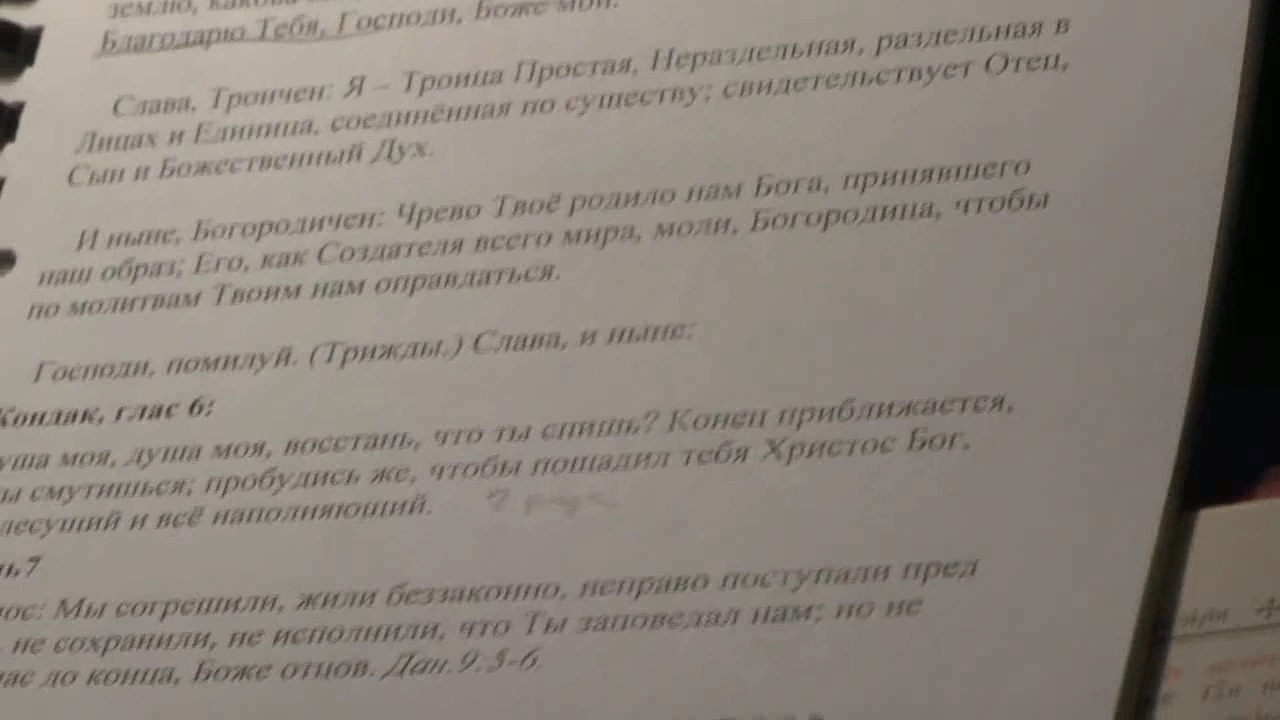 землю,
Благодарю Тебя, Господи, Боже мой.
Слава, Троичен: Я – Троица Простая, Нераздельная, раздельная в
Лицах и Единица, соединённая по существу; свидетельствует Отец,
Сын и Божественный Дух.
И ныне, Богородичен: Чрево Твоё родило нам Бога, принявшего
наш образ; Его, как Создателя всего мира, моли, Богородица, чтобы
по молитвам Твоим нам оправдаться.
Господи, помилуй. (Трижды.) Слава, и ныне:
Кондак, глас 6:
уша моя, душа моя, восстань, что ты спишь? Конец приближается,
ы смутишься; пробудись же, чтобы пощадил тебя Христос Бог,
десущий и всё наполняющий.
ь 7
мос: Мы согрешили, жили беззаконно, неправо поступали пред
не сохранили, не исполнили, что Ты заповедал нам; но не
нас до конца, Боже отцов. Дан.9:5-6.